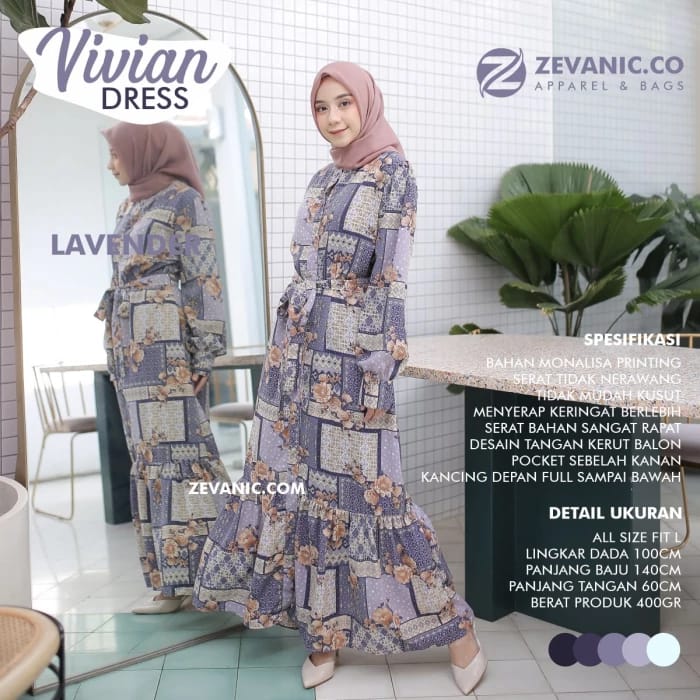 Vivian
DRESS
ZEVANIC.CO
APPAREL & BAGS
LAVENDER
SPESIFIKASI
BAHAN MONALISA PRINTING
SERAT TIDAK NERAWANG
TIDAK MUDAH KUSUT
MENYERAP KERINGAT BERLEBIH
SERAT BAHAN SANGAT RAPAT
DESAIN TANGAN KERUT BALON
POCKET SEBELAH KANAN
KANCING DEPAN FULL SAMPAI BAWAH
ZEVANIC.COM
DETAIL UKURAN
ALL SIZE FIT L
LINGKAR DADA 100CM
PANJANG BAJU 140CM
PANJANG TANGAN 60CM
BERAT PRODUK 400GR